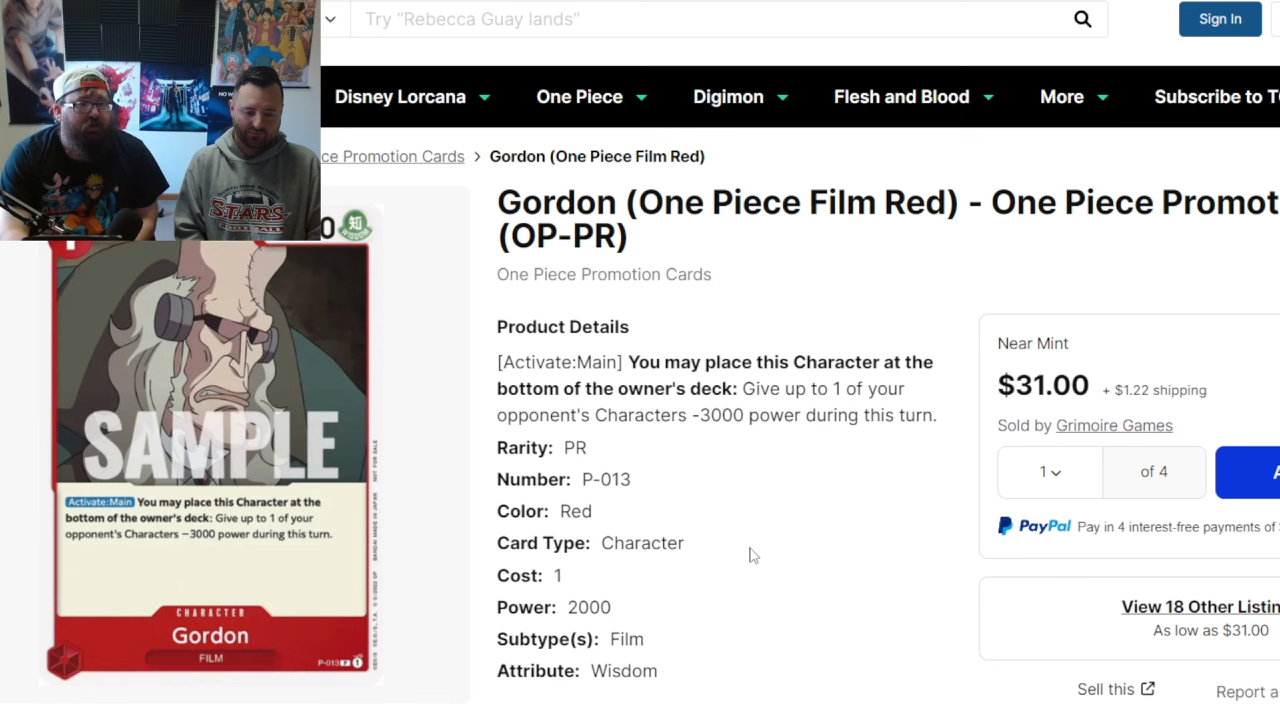 Try “Rebecca Guay lands”
Sign In
Disney Lorcana
One Piece
Digimon
Flesh and Blood
More
Subscribe to
ce Promotion Cards > Gordon (One Piece Film Red)
Gordon (One Piece Film Red) - One Piece Promot
(OP-PR)
One Piece Promotion Cards
Product Details
[Activate:Main] You may place this Character at the
bottom of the owner's deck: Give up to 1 of your
opponent's Characters -3000 power during this turn.
Rarity: PR
Number: P-013
Color: Red
Card Type: Character
Cost: 1
Power: 2000
Subtype(s): Film
Attribute: Wisdom
Near Mint
$31.00 + $1.22 shipping
Sold by Grimoire Games
1 of 4
PayPal Pay in 4 interest-free payments of
View 18 Other Listin
As low as $31.00
Sell this
Report a
STARS
FOOTBALL
0 知
WISDOM
SAMPLE
Activate:Main You may place this Character at the
bottom of the owner's deck: Give up to 1 of your
opponent's Characters −3000 power during this turn.
CHARACTER
Gordon
FILM
P-013 P 1